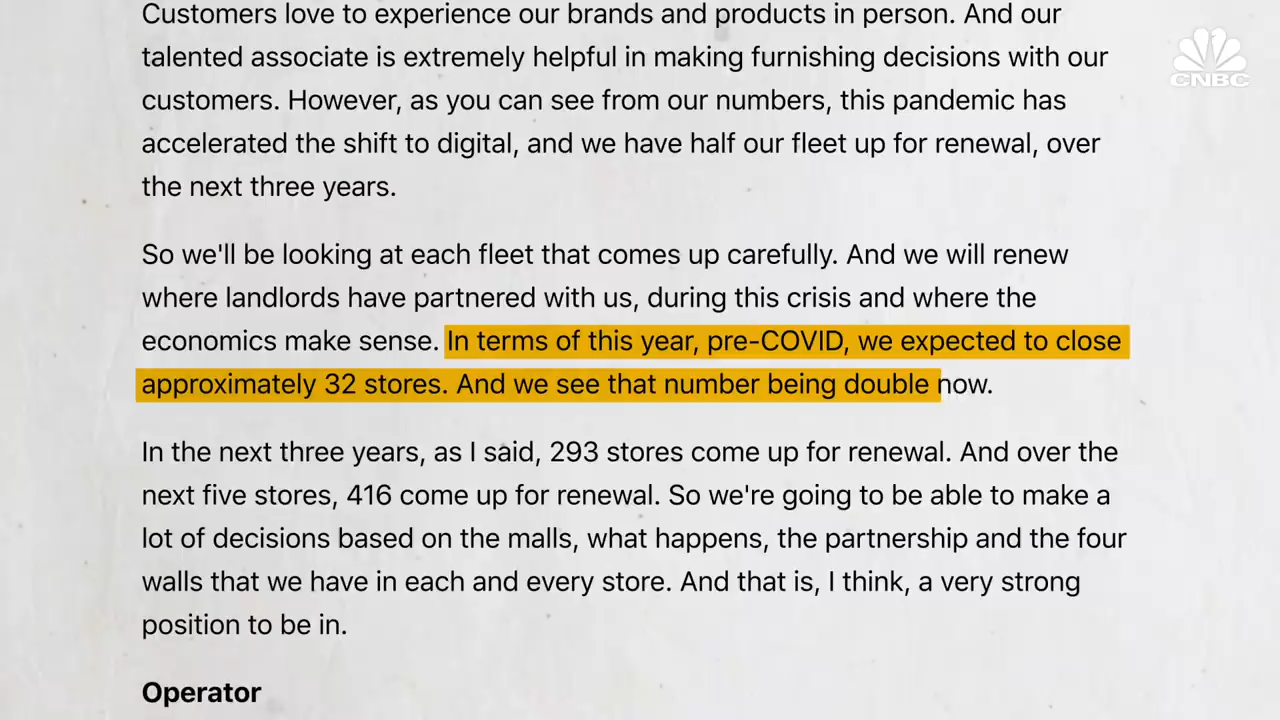 Customers love to experience our brands and products in person. And our
CNBC
talented associate is extremely helpful in making furnishing decisions with our
customers. However, as you can see from our numbers, this pandemic has
accelerated the shift to digital, and we have half our fleet up for renewal, over
the next three years.
So we'll be looking at each fleet that comes up carefully. And we will renew
where landlords have partnered with us, during this crisis and where the
economics make sense. In terms of this year, pre-COVID, we expected to close
approximately 32 stores. And we see that number being double now.
In the next three years, as I said, 293 stores come up for renewal. And over the
next five stores, 416 come up for renewal. So we're going to be able to make a
lot of decisions based on the malls, what happens, the partnership and the four
walls that we have in each and every store. And that is, I think, a very strong
position to be in.
Operator